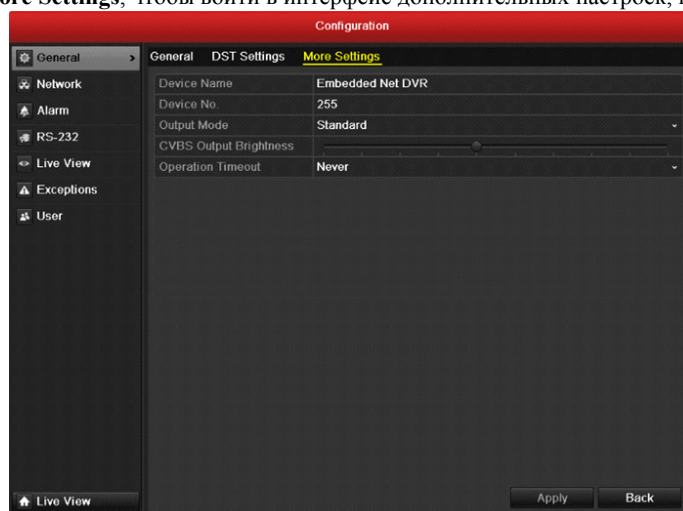 ore Settings, чтобы войти в интерфейс дополнительных настроек,
Configuration
General
Network
Alarm
RS-232
Live View
Exceptions
User
Live View
General DST Settings More Settings
Device Name Embedded Net DVR
Device No. 255
Output Mode Standard
CVBS Output Brightness
Operation Timeout Never
Apply Back